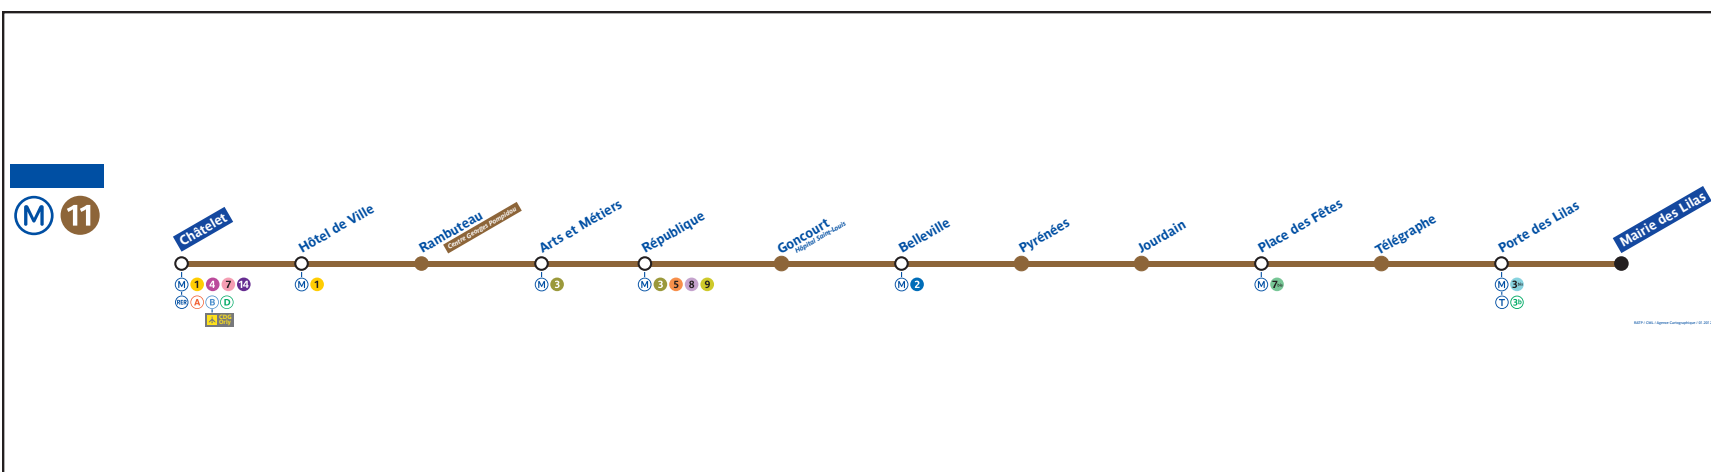 M 11
Châtelet
Hôtel de Ville
Rambuteau
Centre Georges Pompidou
Arts et Métiers
République
Goncourt
Hôpital Saint-Louis
Belleville
Pyrénées
Jourdain
Place des Fêtes
Télégraphe
Porte des Lilas
Mairie des Lilas
M 1 4 7 14
RER A B D
CDG
Orly
M 1
M 3
M 3 5 8 9
M 2
M 7bis
M 3bis
T 3b